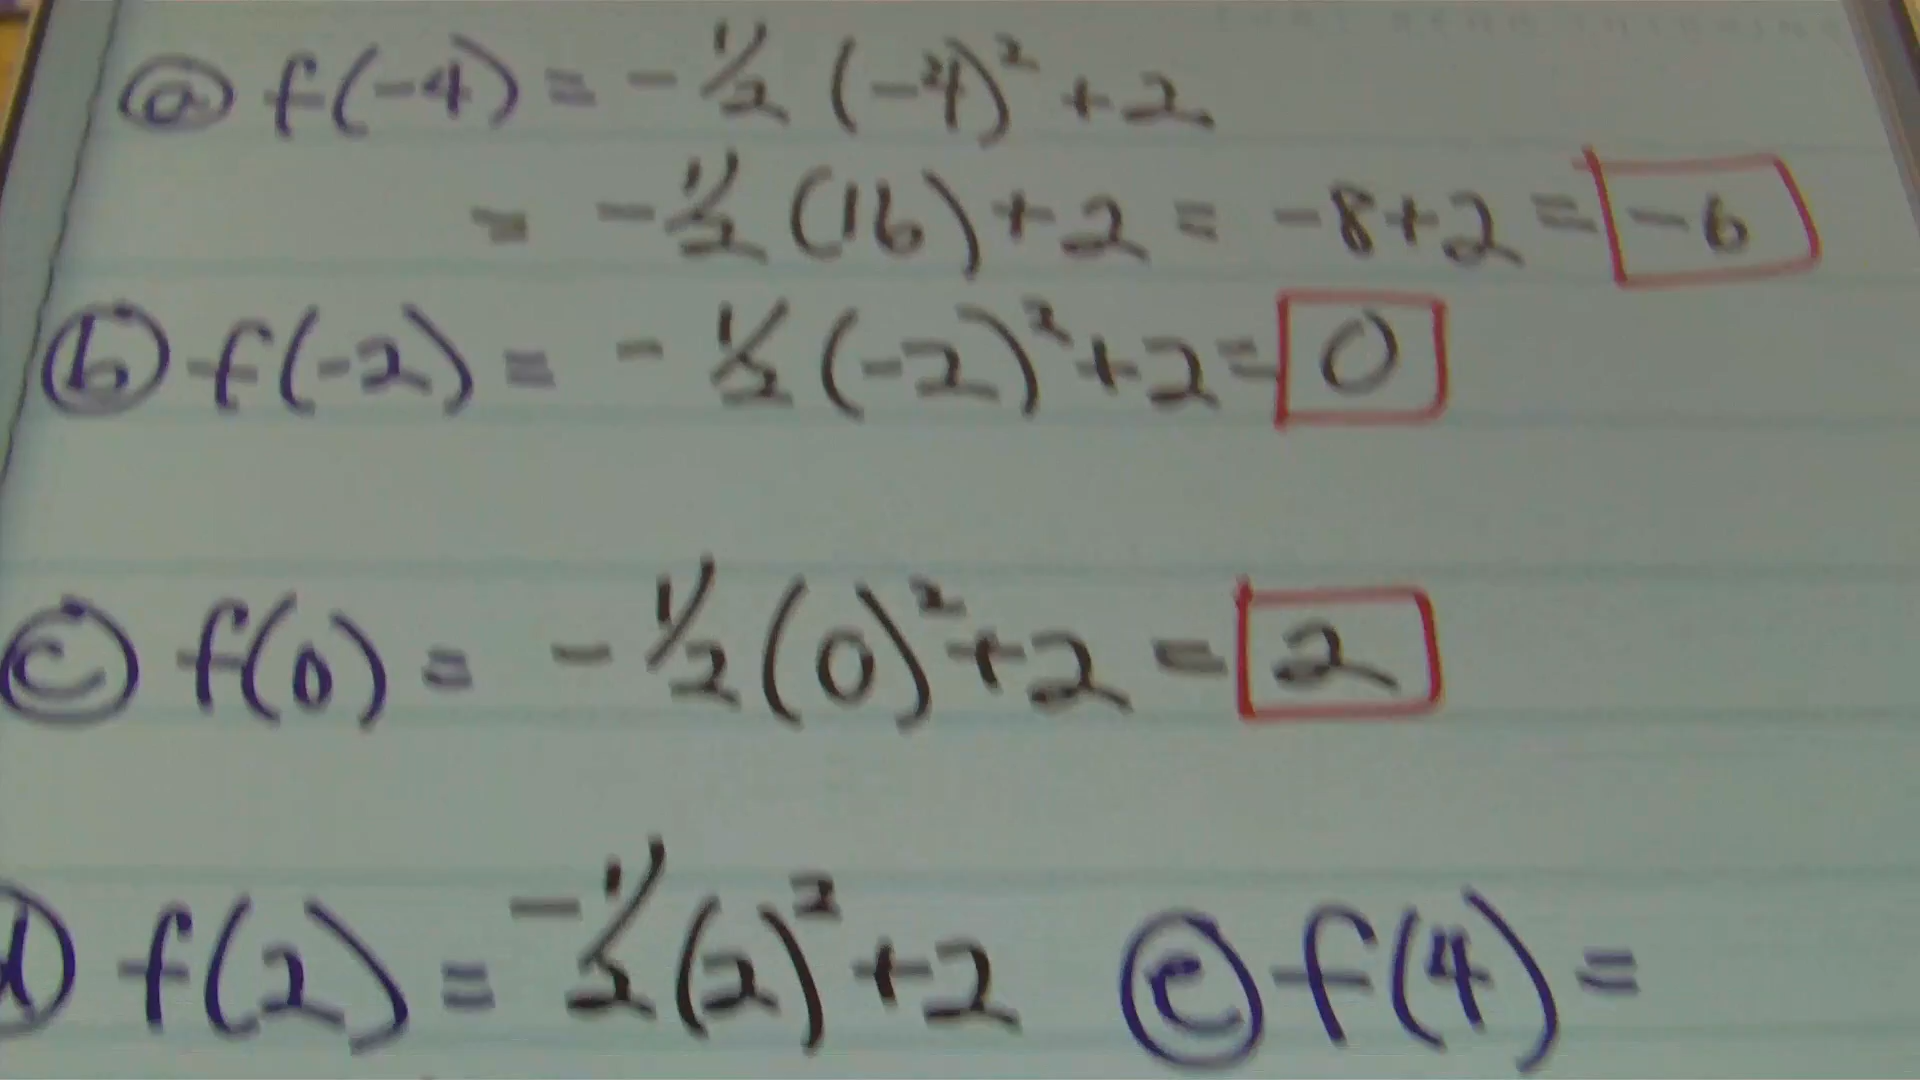 ⓐ f(-4) = -1/2 (-4)² + 2
= -1/2 (16) + 2 = -8 + 2 = -6
ⓑ f(-2) = -1/2 (-2)² + 2 = 0
ⓒ f(0) = -1/2 (0)² + 2 = 2
ⓓ f(2) = -1/2 (2)² + 2 ⓔ f(4) =